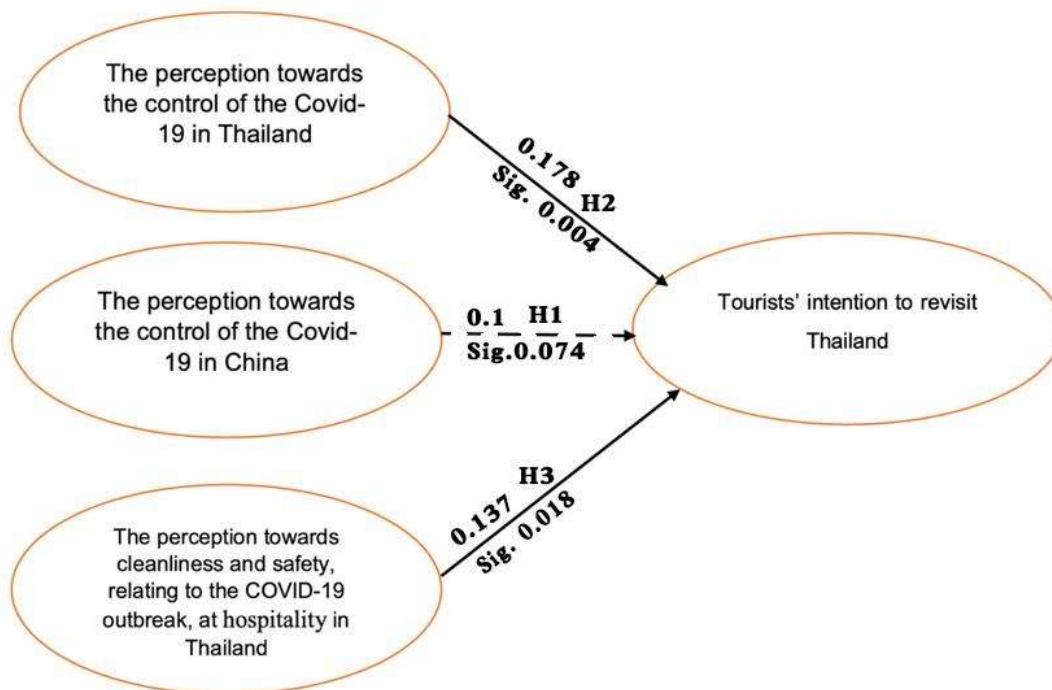 The perception towards
the control of the Covid-
19 in Thailand
0.178
H2
Sig. 0.004
The perception towards
the control of the Covid-
19 in China
0.1 H1
Sig.0.074
Tourists' intention to revisit
Thailand
H3
0.137
Sig. 0.018
The perception towards
cleanliness and safety,
relating to the COVID-19
outbreak, at hospitality in
Thailand